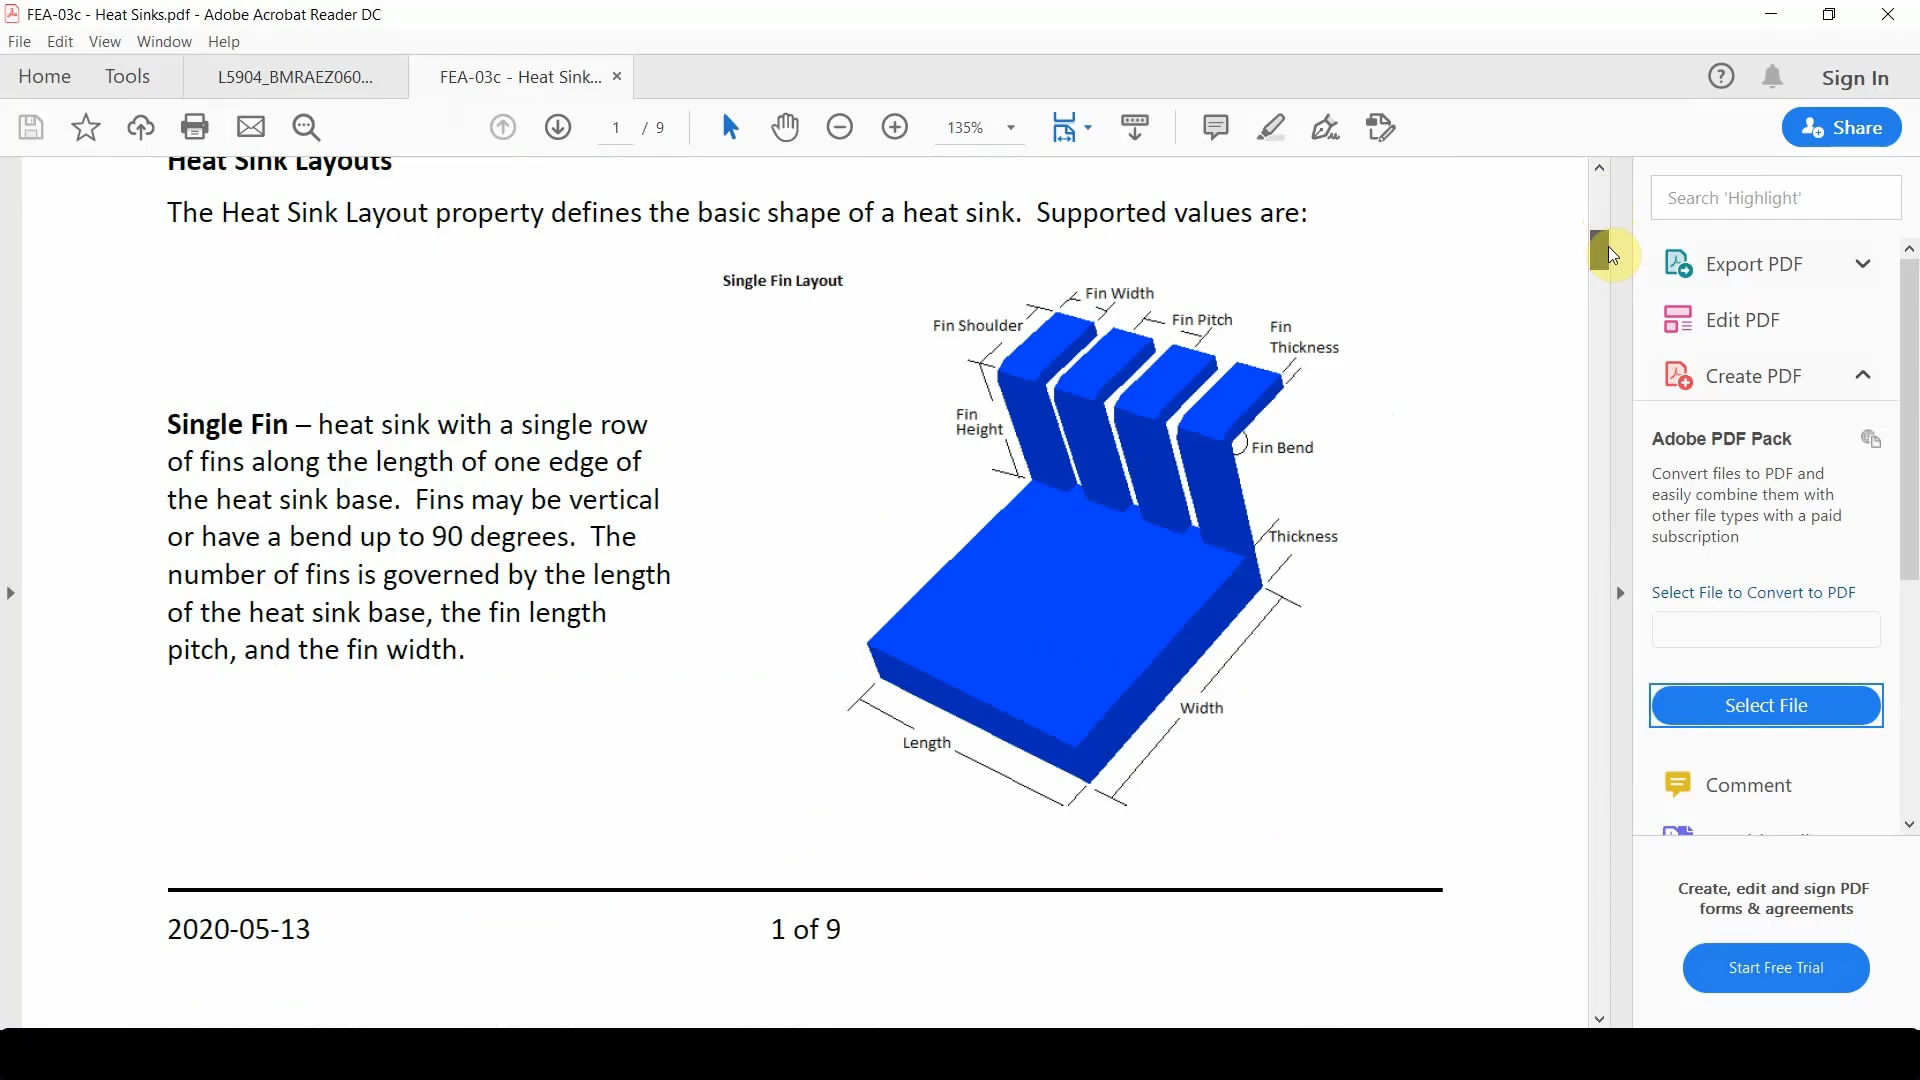 FEA-03c - Heat Sinks.pdf - Adobe Acrobat Reader DC
File Edit View Window Help
Home Tools L5904_BMRAEZ060... FEA-03c - Heat Sink... × Sign In
1 / 9 135% Share
Heat Sink Layouts
The Heat Sink Layout property defines the basic shape of a heat sink. Supported values are:
Single Fin Layout
Fin Width
Fin Shoulder
Fin Pitch
Fin
Thickness
Fin
Height
Fin Bend
Thickness
Width
Length
Single Fin – heat sink with a single row
of fins along the length of one edge of
the heat sink base. Fins may be vertical
or have a bend up to 90 degrees. The
number of fins is governed by the length
of the heat sink base, the fin length
pitch, and the fin width.
2020-05-13 1 of 9
Search 'Highlight'
Export PDF
Edit PDF
Create PDF
Adobe PDF Pack
Convert files to PDF and
easily combine them with
other file types with a paid
subscription
Select File to Convert to PDF
Select File
Comment
Create, edit and sign PDF
forms & agreements
Start Free Trial